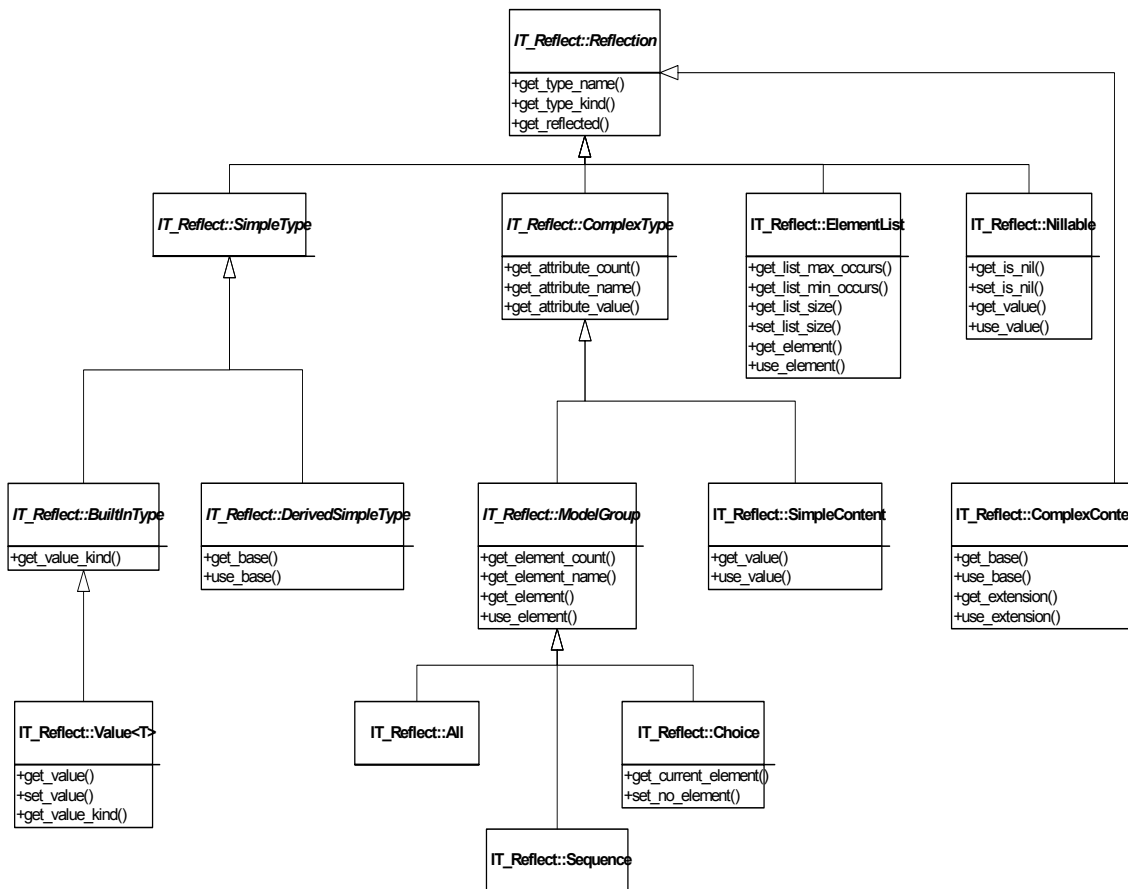 IT_Reflect::Reflection
+get_type_name()
+get_type_kind()
+get_reflected()
IT_Reflect::SimpleType
IT_Reflect::ComplexType
+get_attribute_count()
+get_attribute_name()
+get_attribute_value()
IT_Reflect::ElementList
+get_list_max_occurs()
+get_list_min_occurs()
+get_list_size()
+set_list_size()
+get_element()
+use_element()
IT_Reflect::Nillable
+get_is_nil()
+set_is_nil()
+get_value()
+use_value()
IT_Reflect::BuiltInType
+get_value_kind()
IT_Reflect::DerivedSimpleType
+get_base()
+use_base()
IT_Reflect::ModelGroup
+get_element_count()
+get_element_name()
+get_element()
+use_element()
IT_Reflect::SimpleContent
+get_value()
+use_value()
IT_Reflect::ComplexConte
+get_base()
+use_base()
+get_extension()
+use_extension()
IT_Reflect::Value<T>
+get_value()
+set_value()
+get_value_kind()
IT_Reflect::All
IT_Reflect::Choice
+get_current_element()
+set_no_element()
IT_Reflect::Sequence